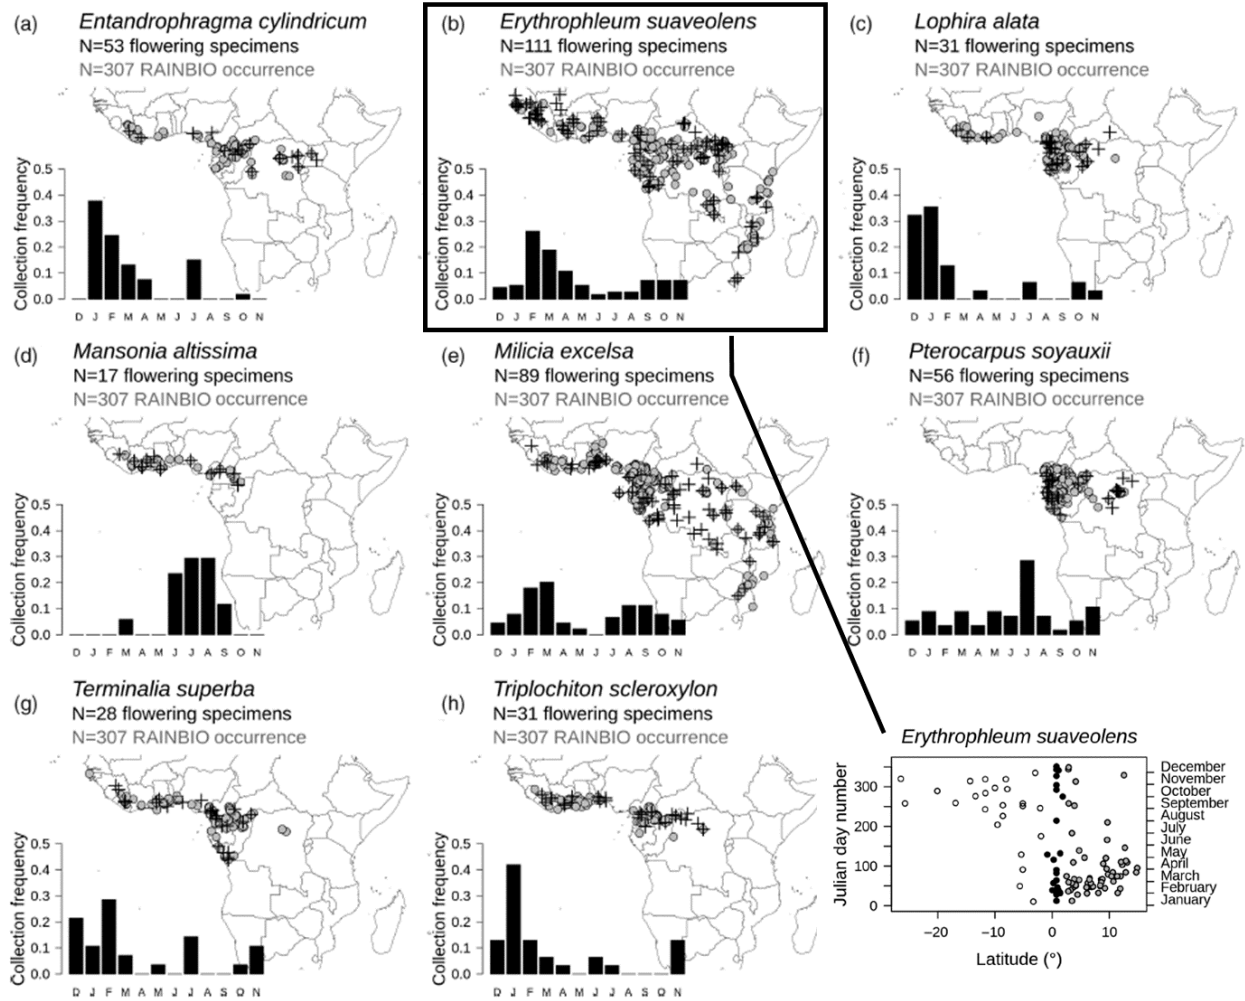 (a) Entandrophragma cylindricum
N=53 flowering specimens
N=307 RAINBIO occurrence
Collection frequency
0.5
0.4
0.3
0.2
0.1
0.0
D J F M A M J J A S O N
(b) Erythrophleum suaveolens
N=111 flowering specimens
N=307 RAINBIO occurrence
Collection frequency
0.5
0.4
0.3
0.2
0.1
0.0
D J F M A M J J A S O N
(c) Lophira alata
N=31 flowering specimens
N=307 RAINBIO occurrence
Collection frequency
0.5
0.4
0.3
0.2
0.1
0.0
D J F M A M J J A S O N
(d) Mansonia altissima
N=17 flowering specimens
N=307 RAINBIO occurrence
Collection frequency
0.5
0.4
0.3
0.2
0.1
0.0
D J F M A M J J A S O N
(e) Milicia excelsa
N=89 flowering specimens
N=307 RAINBIO occurrence
Collection frequency
0.5
0.4
0.3
0.2
0.1
0.0
D J F M A M J J A S O N
(f) Pterocarpus soyauxii
N=56 flowering specimens
N=307 RAINBIO occurrence
Collection frequency
0.5
0.4
0.3
0.2
0.1
0.0
D J F M A M J J A S O N
(g) Terminalia superba
N=28 flowering specimens
N=307 RAINBIO occurrence
Collection frequency
0.5
0.4
0.3
0.2
0.1
0.0
D J F M A M J J A S O N
(h) Triplochiton scleroxylon
N=31 flowering specimens
N=307 RAINBIO occurrence
Collection frequency
0.5
0.4
0.3
0.2
0.1
0.0
D J F M A M J J A S O N
Erythrophleum suaveolens
Julian day number
300
200
100
0
December
November
October
September
August
July
June
May
April
March
February
January
−20 −10 0 10
Latitude (°)